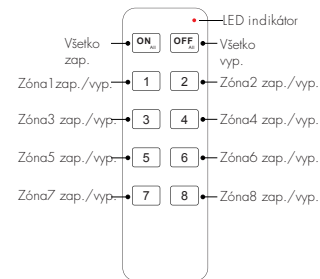 LED indikátor
Všetko zap.
ON All
OFF All
Všetko vyp.
Zóna1zap./vyp.
1
2
Zóna2 zap./vyp.
Zóna3 zap./vyp.
3
4
Zóna4 zap./vyp.
Zóna5 zap./vyp.
5
6
Zóna6 zap./vyp.
Zóna7 zap./vyp
7
8
Zóna8 zap./vyp.